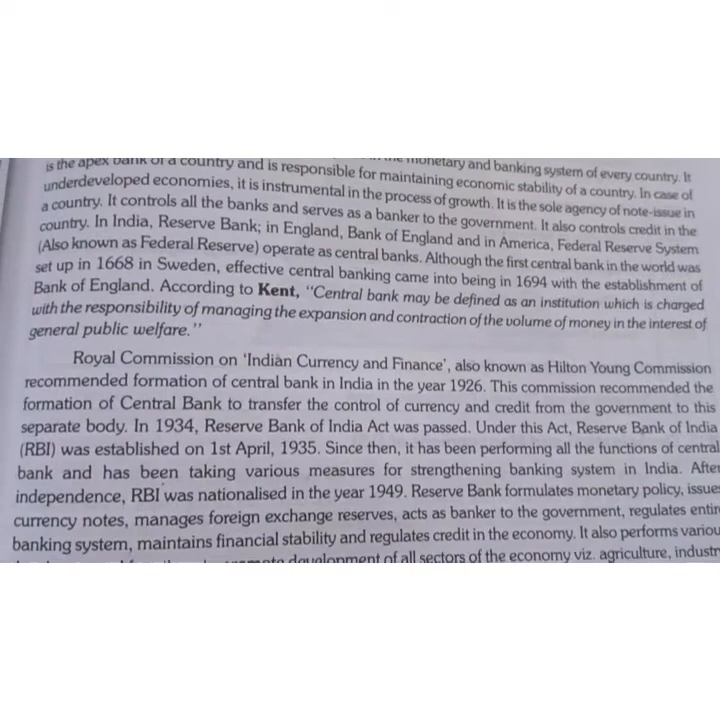 monetary and banking system of every country. It
is the apex bank of a country and is responsible for maintaining economic stability of a country. In case of
underdeveloped economies, it is instrumental in the process of growth. It is the sole agency of note-issue in
a country. It controls all the banks and serves as a banker to the government. It also controls credit in the
country. In India, Reserve Bank; in England, Bank of England and in America, Federal Reserve System
(Also known as Federal Reserve) operate as central banks. Although the first central bank in the world was
set up in 1668 in Sweden, effective central banking came into being in 1694 with the establishment of
Bank of England. According to Kent, "Central bank may be defined as an institution which is charged
with the responsibility of managing the expansion and contraction of the volume of money in the interest of
general public welfare."
Royal Commission on 'Indian Currency and Finance', also known as Hilton Young Commission
recommended formation of central bank in India in the year 1926. This commission recommended the
formation of Central Bank to transfer the control of currency and credit from the government to this
separate body. In 1934, Reserve Bank of India Act was passed. Under this Act, Reserve Bank of India
(RBI) was established on 1st April, 1935. Since then, it has been performing all the functions of central
bank and has been taking various measures for strengthening banking system in India. After
independence, RBI was nationalised in the year 1949. Reserve Bank formulates monetary policy, issues
currency notes, manages foreign exchange reserves, acts as banker to the government, regulates entir
banking system, maintains financial stability and regulates credit in the economy. It also performs variou
development of all sectors of the economy viz. agriculture, industry